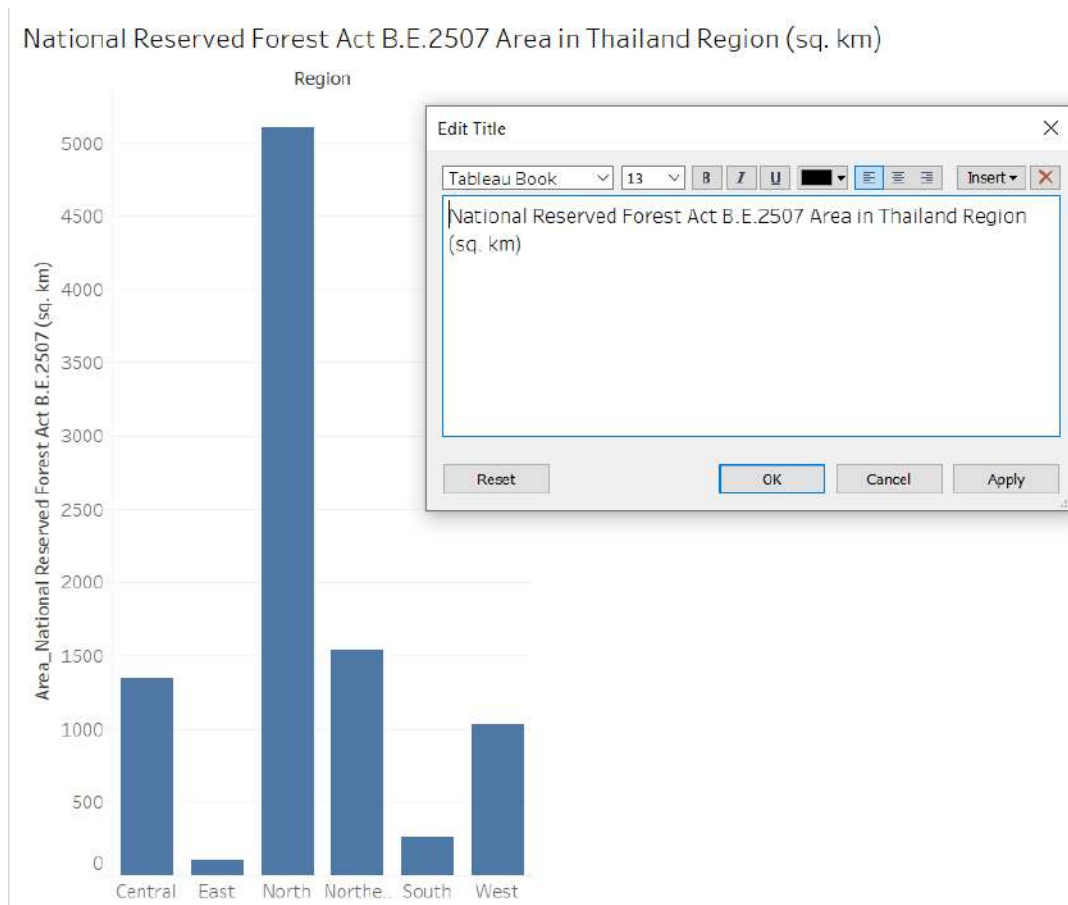 National Reserved Forest Act B.E.2507 Area in Thailand Region (sq. km)
Region
Area_National Reserved Forest Act B.E.2507 (sq. km)
5000
4500
4000
3500
3000
2500
2000
1500
1000
500
0
Central East North Northe.. South West
Edit Title
Tableau Book 13 B I U Insert
National Reserved Forest Act B.E.2507 Area in Thailand Region
(sq. km)
Reset OK Cancel Apply